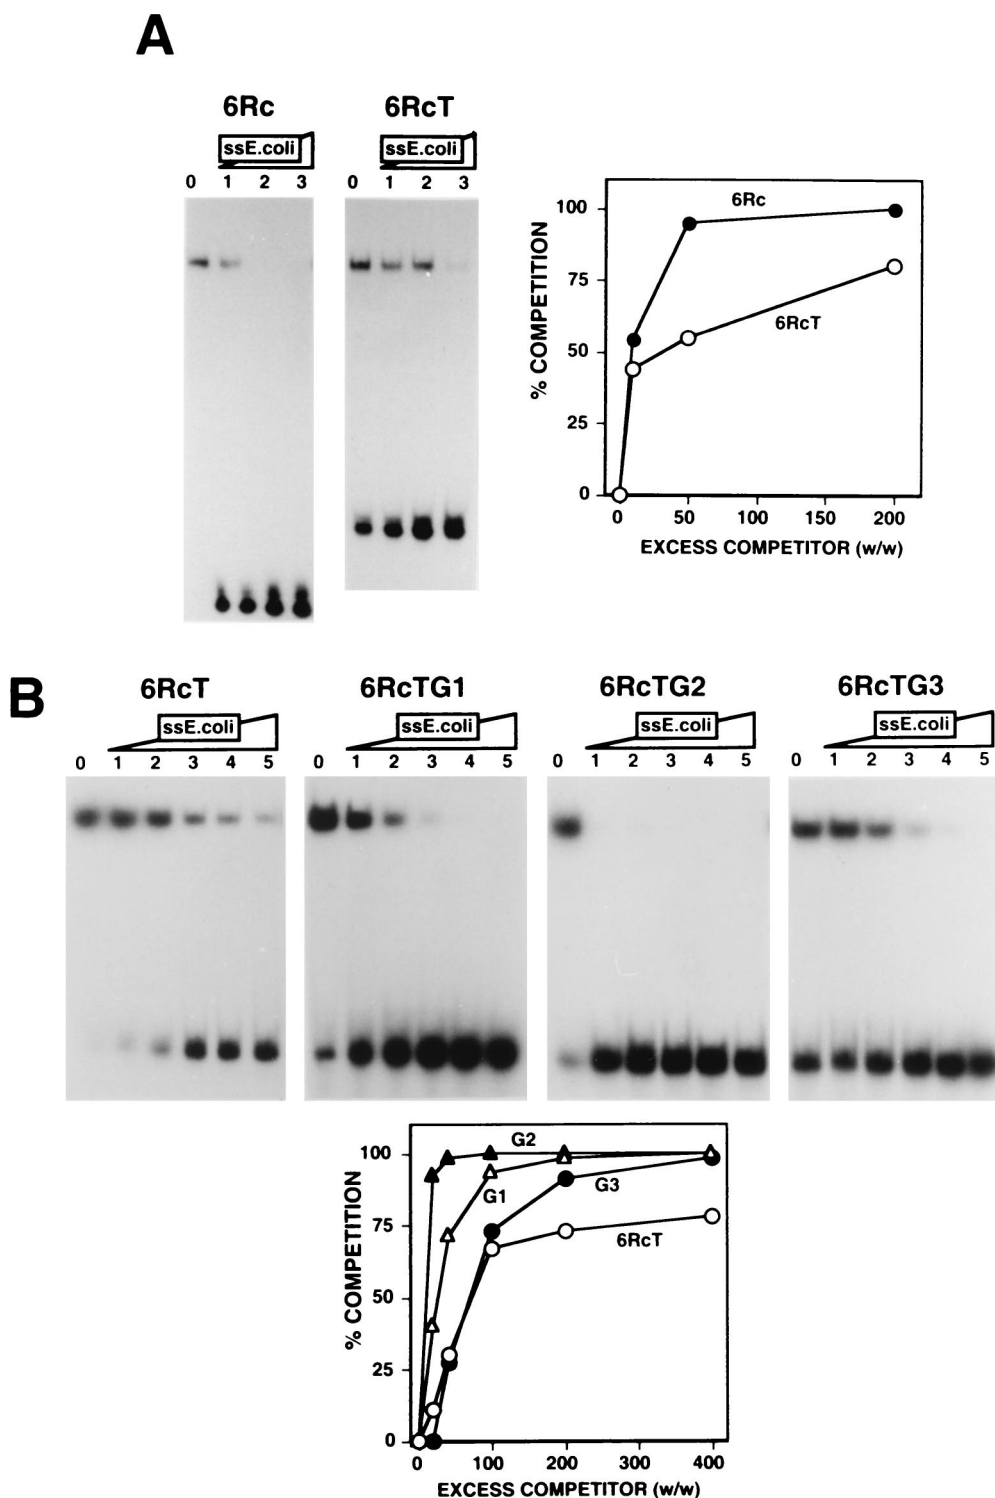 A
6Rc
6RcT
ssE.coli
ssE.coli
0 1 2 3
0 1 2 3
% COMPETITION
100
75
50
25
0
6Rc
6RcT
0 50 100 150 200
EXCESS COMPETITOR (w/w)
B
6RcT
6RcTG1
6RcTG2
6RcTG3
ssE.coli
ssE.coli
ssE.coli
ssE.coli
0 1 2 3 4 5
0 1 2 3 4 5
0 1 2 3 4 5
0 1 2 3 4 5
% COMPETITION
100
75
50
25
0
G2
G1
G3
6RcT
0 100 200 300 400
EXCESS COMPETITOR (w/w)